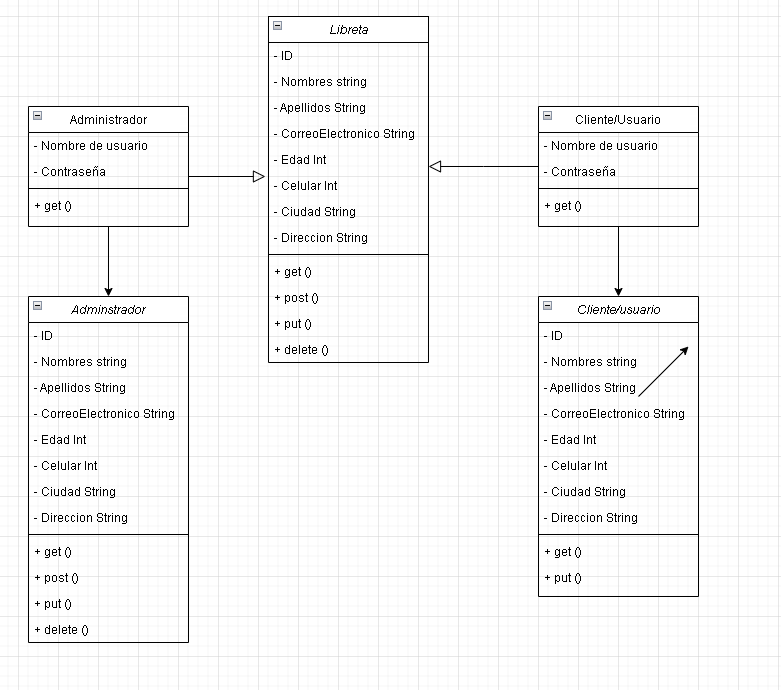 Libreta
- ID
- Nombres string
- Apellidos String
- CorreoElectronico String
- Edad Int
- Celular Int
- Ciudad String
- Direccion String
+ get ()
+ post ()
+ put ()
+ delete ()
Administrador
- Nombre de usuario
- Contraseña
+ get ()
Cliente/Usuario
- Nombre de usuario
- Contraseña
+ get ()
Adminstrador
- ID
- Nombres string
- Apellidos String
- CorreoElectronico String
- Edad Int
- Celular Int
- Ciudad String
- Direccion String
+ get ()
+ post ()
+ put ()
+ delete ()
Cliente/usuario
- ID
- Nombres string
- Apellidos String
- CorreoElectronico String
- Edad Int
- Celular Int
- Ciudad String
- Direccion String
+ get ()
+ put ()